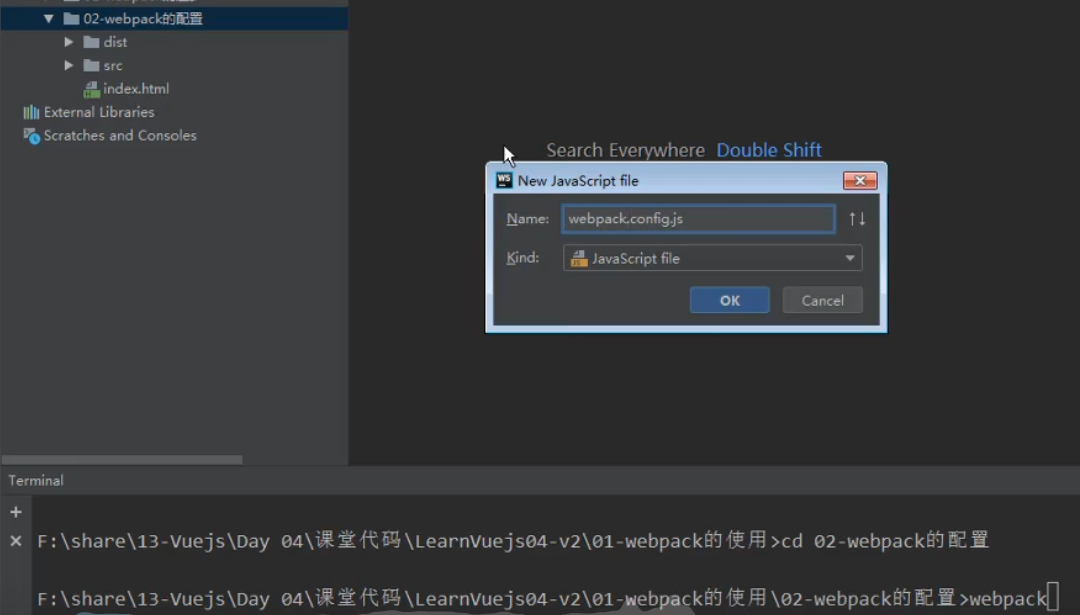 02-webpack的配置
dist
src
index.html
External Libraries
Scratches and Consoles
Search Everywhere Double Shift
New JavaScript file
Name: webpack.config.js
Kind: JavaScript file
OK Cancel
Terminal
F:\share\13-Vuejs\Day 04\课堂代码\LearnVuejs04-v2\01-webpack的使用>cd 02-webpack的配置
F:\share\13-Vuejs\Day 04\课堂代码\LearnVuejs04-v2\01-webpack的使用\02-webpack的配置>webpack